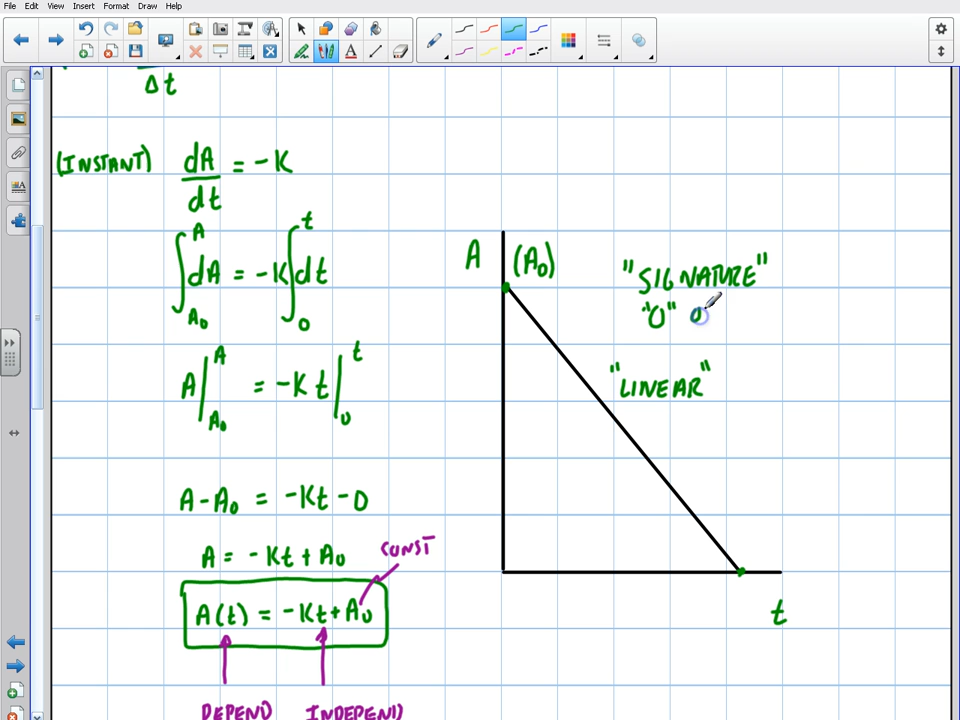 File Edit View Insert Format Draw Help
Δt
(INSTANT) dA/dt = -K
∫ A A₀ dA = -K ∫ t 0 dt
A | A A₀ = -K t | t 0
A - A₀ = -Kt - 0
A = -Kt + A₀
CONST
A(t) = -Kt + A₀
DEPEND INDEPEND
A (A₀)
"SIGNATURE"
"0"
"LINEAR"
t